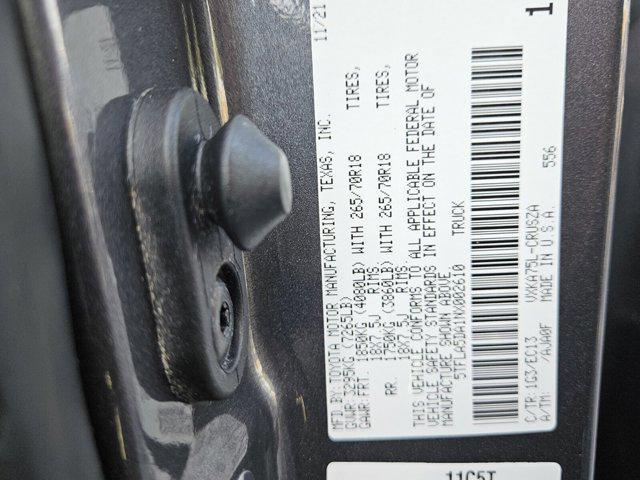 MFD.BY:TOYOTA MOTOR MANUFACTURING, TEXAS, INC. 11/21
GVWR: 3295KG (7265LB)
GAWR: FRT. 1850KG (4080LB) WITH 265/70R18 TIRES,
18X7.5J RIMS
RR. 1750KG (3860LB) WITH 265/70R18 TIRES,
18X7.5J RIMS
THIS VEHICLE CONFORMS TO ALL APPLICABLE FEDERAL MOTOR
VEHICLE SAFETY STANDARDS IN EFFECT ON THE DATE OF
MANUFACTURE SHOWN ABOVE.
5TFLA5DA1NX002610 TRUCK
1
VXKA75L-CRUSZA
C/TR: 1G3/EC13 MADE IN U.S.A.
A/TM: /AJA0F 556
11C5T